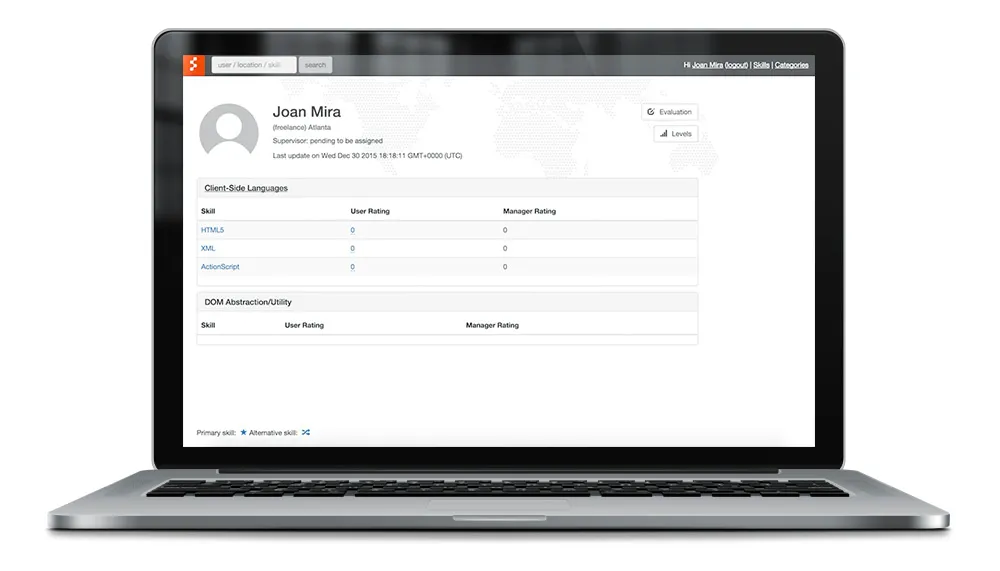 user / location / skill search Hi Joan Mira (logout) | Skills | Categories
Joan Mira
(freelance) Atlanta
Supervisor: pending to be assigned
Last update on Wed Dec 30 2015 18:18:11 GMT+0000 (UTC)
Evaluation
Levels
Client-Side Languages
Skill User Rating Manager Rating
HTML5 0 0
XML 0 0
ActionScript 0 0
DOM Abstraction/Utility
Skill User Rating Manager Rating
Primary skill: Alternative skill: